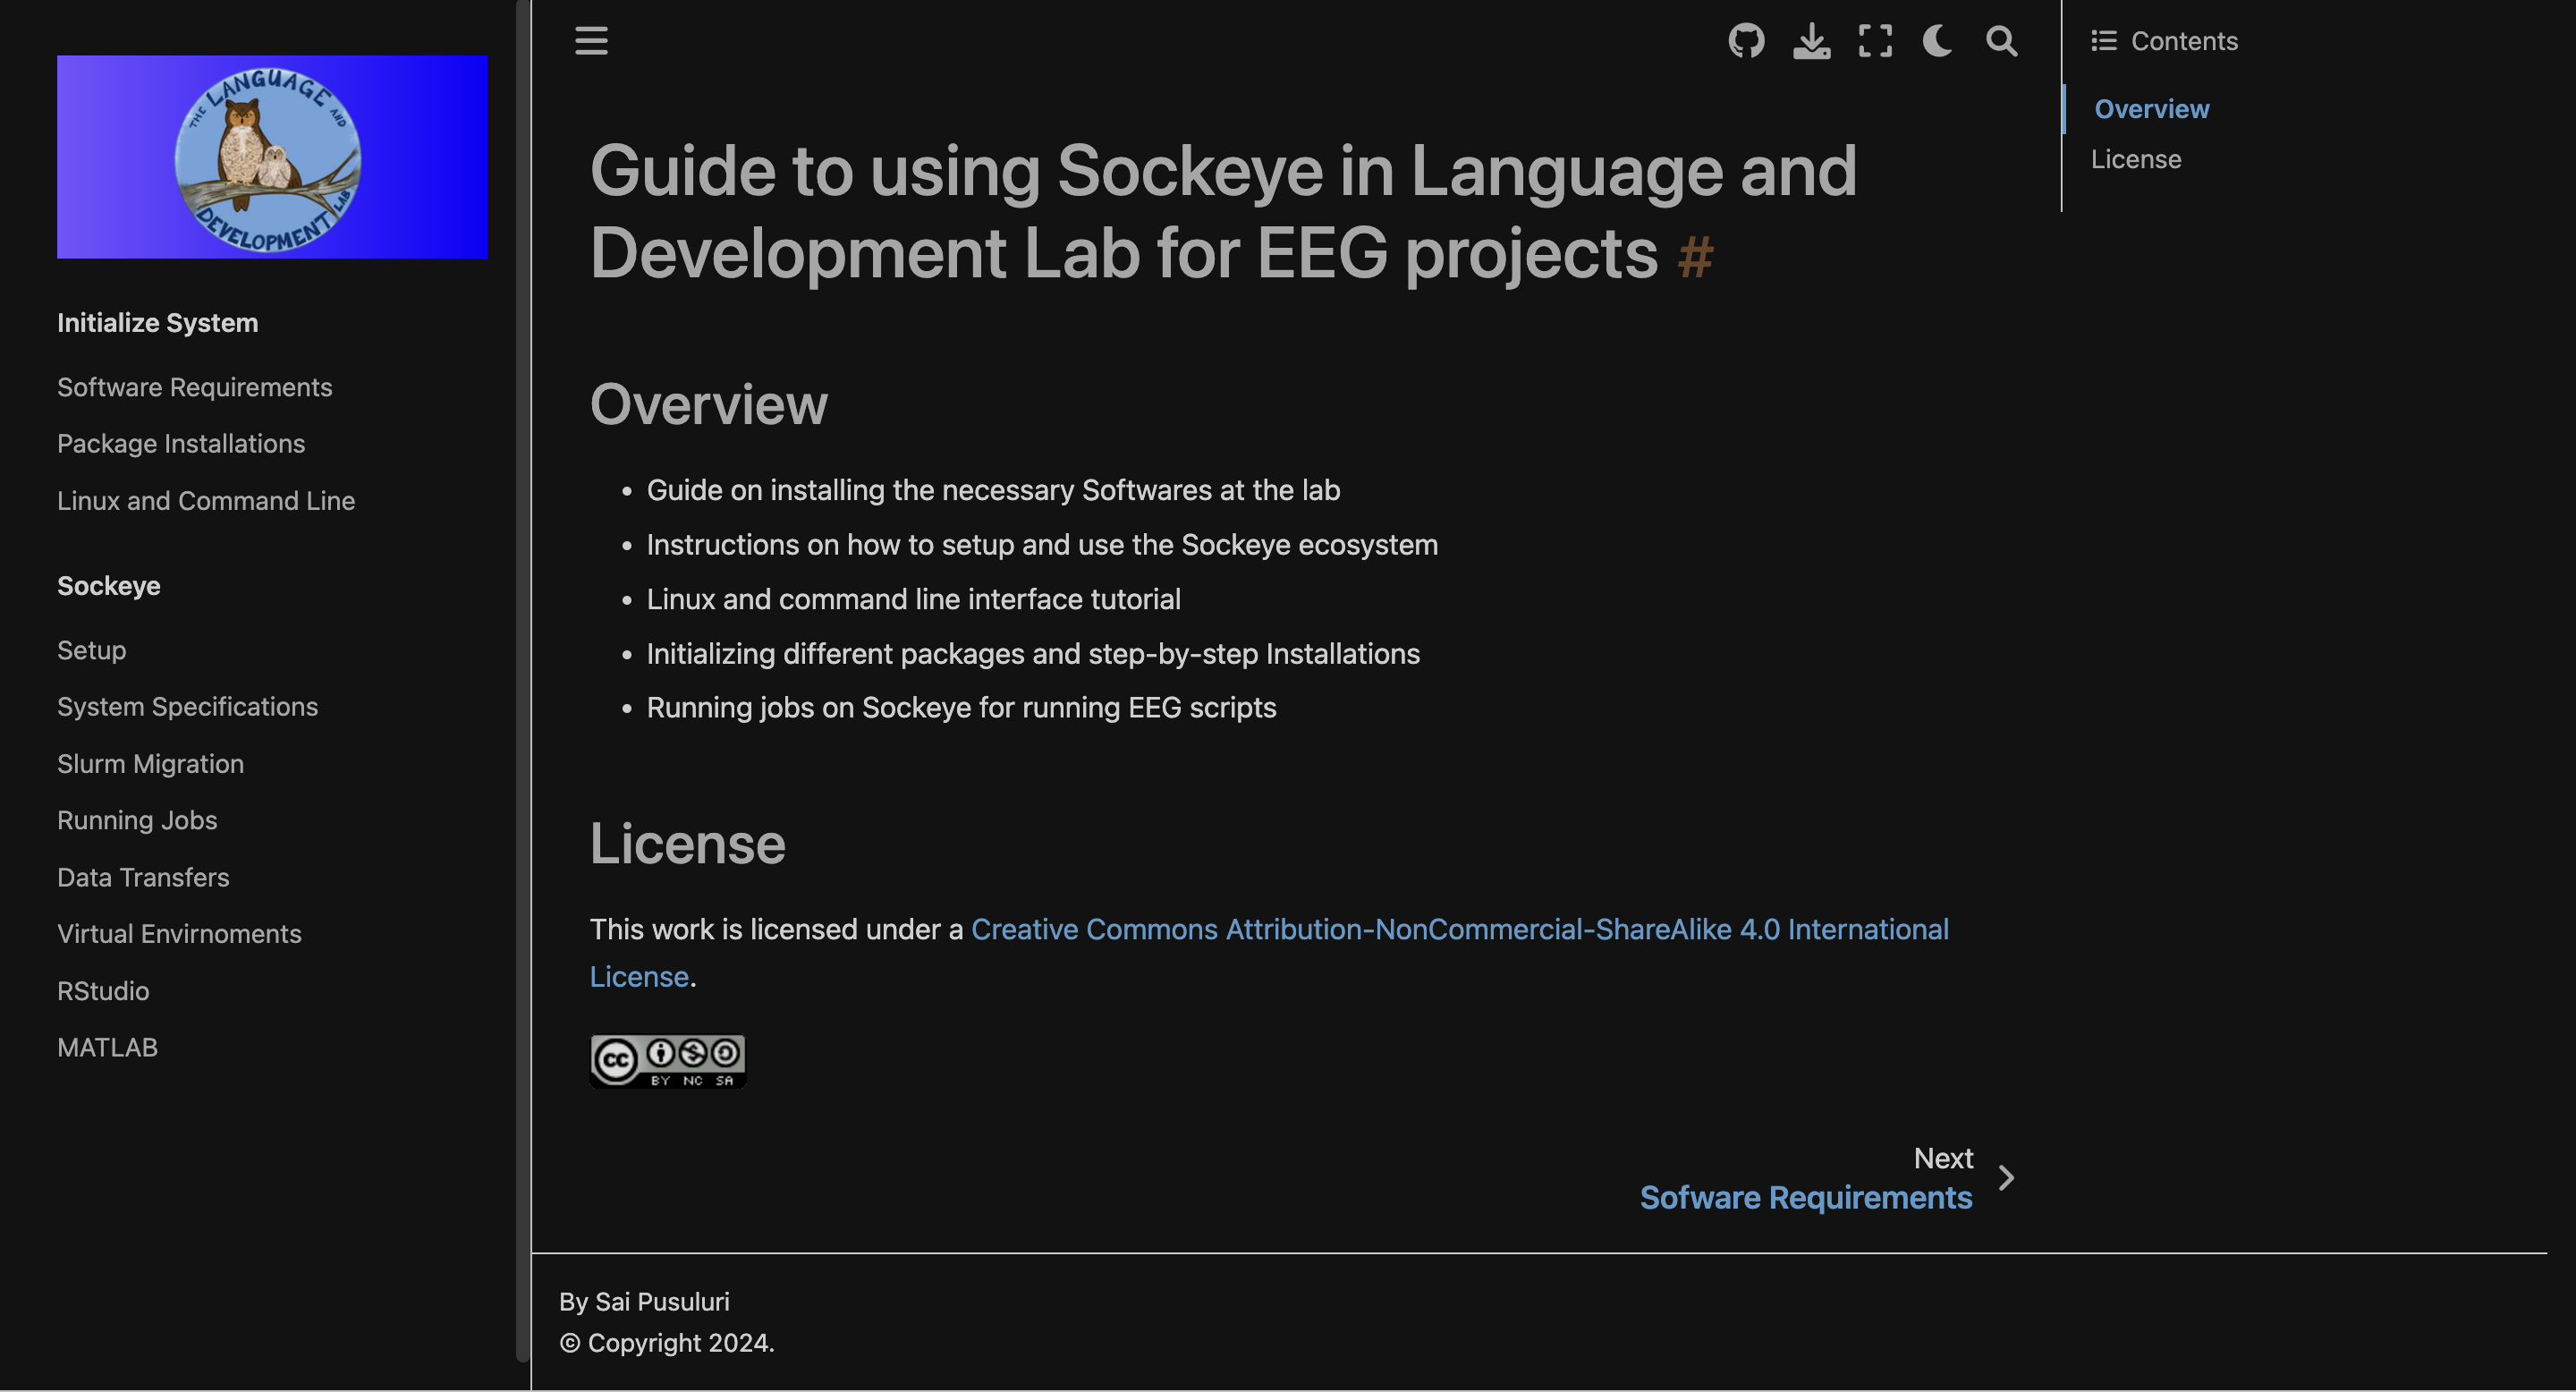 THE LANGUAGE AND
DEVELOPMENT LAB
Initialize System
Software Requirements
Package Installations
Linux and Command Line
Sockeye
Setup
System Specifications
Slurm Migration
Running Jobs
Data Transfers
Virtual Envirnoments
RStudio
MATLAB
Guide to using Sockeye in Language and
Development Lab for EEG projects #
Overview
• Guide on installing the necessary Softwares at the lab
• Instructions on how to setup and use the Sockeye ecosystem
• Linux and command line interface tutorial
• Initializing different packages and step-by-step Installations
• Running jobs on Sockeye for running EEG scripts
License
This work is licensed under a Creative Commons Attribution-NonCommercial-ShareAlike 4.0 International
License.
cc BY NC SA
Next
Sofware Requirements
By Sai Pusuluri
© Copyright 2024.
Contents
Overview
License